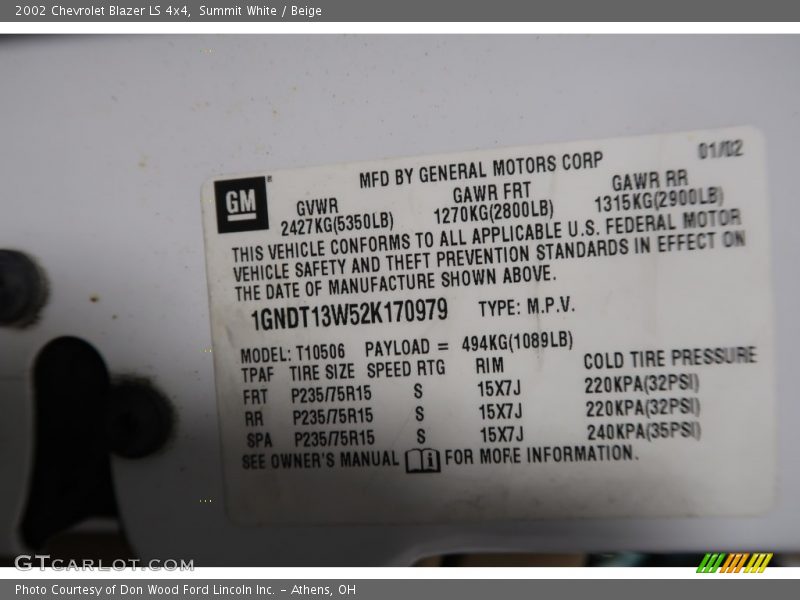 2002 Chevrolet Blazer LS 4x4, Summit White / Beige
01/02
GM
MFD BY GENERAL MOTORS CORP
GVWR GAWR FRT GAWR RR
2427KG(5350LB) 1270KG(2800LB) 1315KG(2900LB)
THIS VEHICLE CONFORMS TO ALL APPLICABLE U.S. FEDERAL MOTOR
VEHICLE SAFETY AND THEFT PREVENTION STANDARDS IN EFFECT ON
THE DATE OF MANUFACTURE SHOWN ABOVE.
1GNDT13W52K170979 TYPE: M.P.V.
MODEL: T10506 PAYLOAD = 494KG(1089LB)
TPAF TIRE SIZE SPEED RTG RIM COLD TIRE PRESSURE
FRT P235/75R15 S 15X7J 220KPA(32PSI)
RR P235/75R15 S 15X7J 220KPA(32PSI)
SPA P235/75R15 S 15X7J 240KPA(35PSI)
SEE OWNER'S MANUAL i FOR MORE INFORMATION.
GTCARLOT.COM
Photo Courtesy of Don Wood Ford Lincoln Inc. - Athens, OH